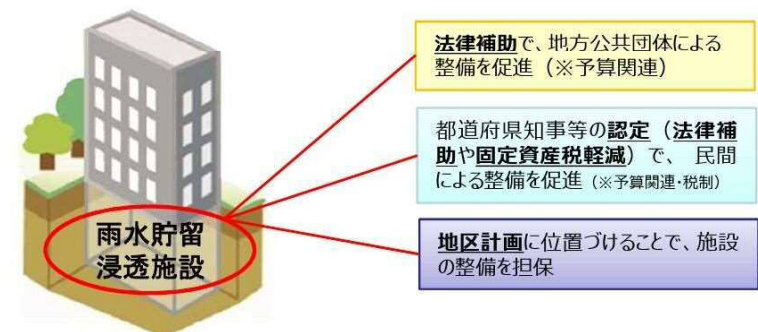 法律補助で、地方公共団体による
整備を促進（※予算関連）
都道府県知事等の認定（法律補
助や固定資産税軽減）で、 民間
による整備を促進（※予算関連・税制）
雨水貯留
浸透施設
地区計画に位置づけることで、施設
の整備を担保